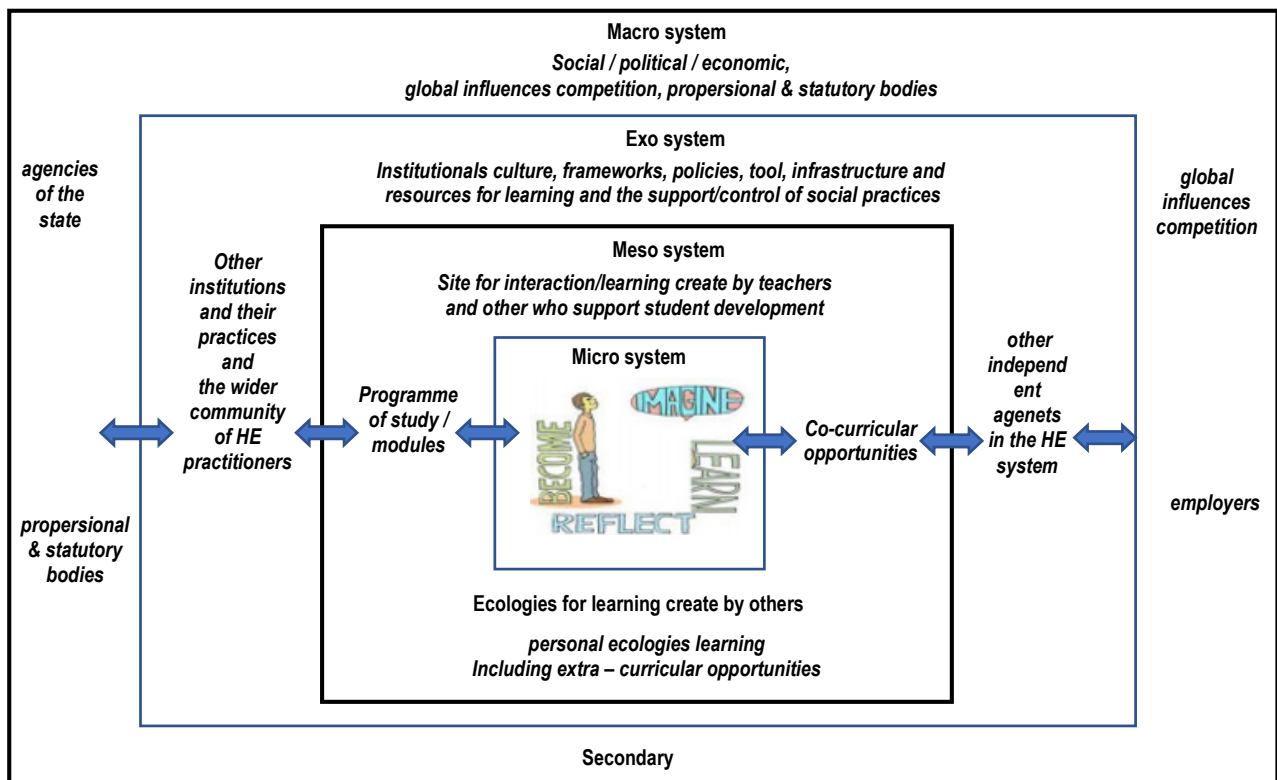 Macro system
Social / political / economic,
global influences competition, propersional & statutory bodies
Exo system
Institutionals culture, frameworks, policies, tool, infrastructure and
resources for learning and the support/control of social practices
agencies
of the
state
global
influences
competition
Meso system
Site for interaction/learning create by teachers
and other who support student development
Other
institutions
and their
practices
and
the wider
community
of HE
practitioners
Programme
of study /
modules
Micro system
IMAGINE
BECOME
LEARN
REFLECT
Co-curricular
opportunities
other
independ
ent
agenets
in the HE
system
propersional
& statutory
bodies
employers
Ecologies for learning create by others
personal ecologies learning
Including extra – curricular opportunities
Secondary